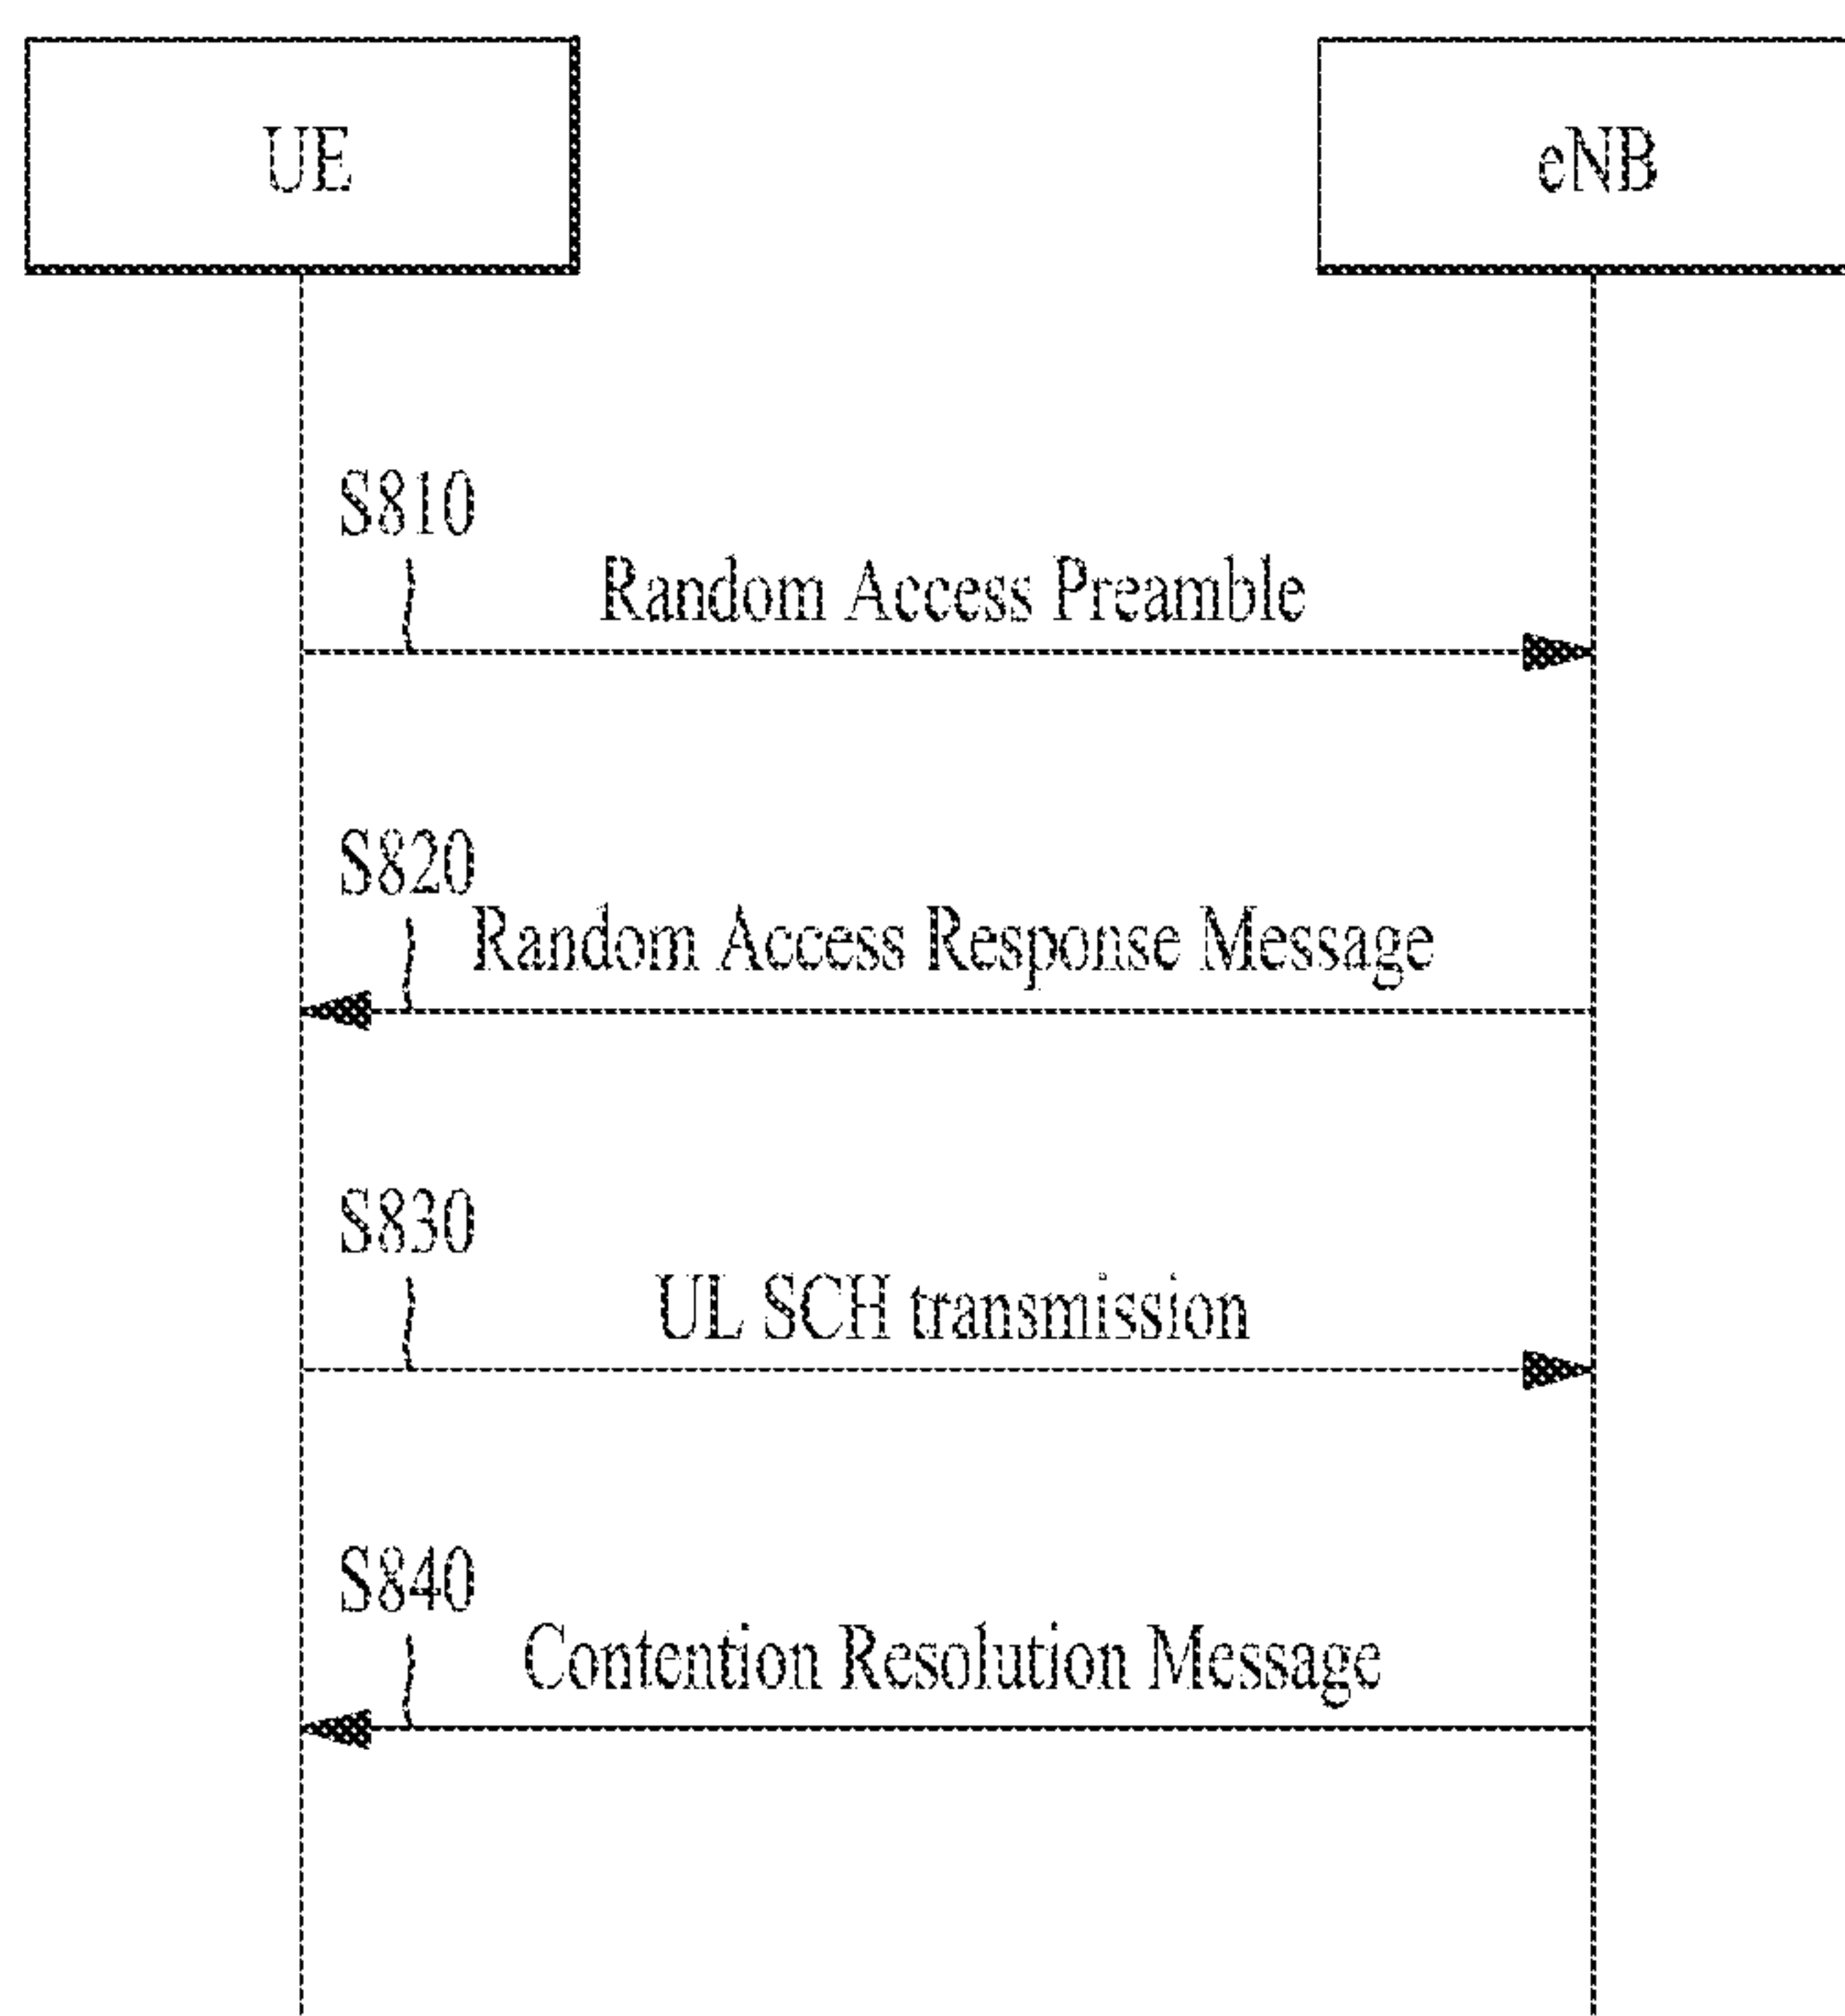 UE
eNB
S810
Random Access Preamble
S820
Random Access Response Message
S830
UL SCH transmission
S840
Contention Resolution Message